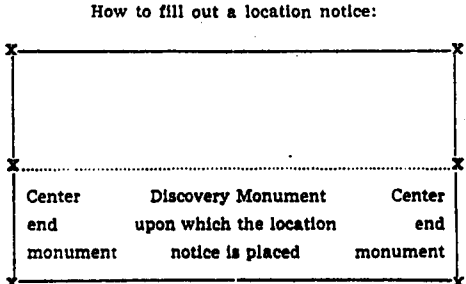 How to fill out a location notice:
X X
X X
Center Discovery Monument Center
end upon which the location end
monument notice is placed monument
X X